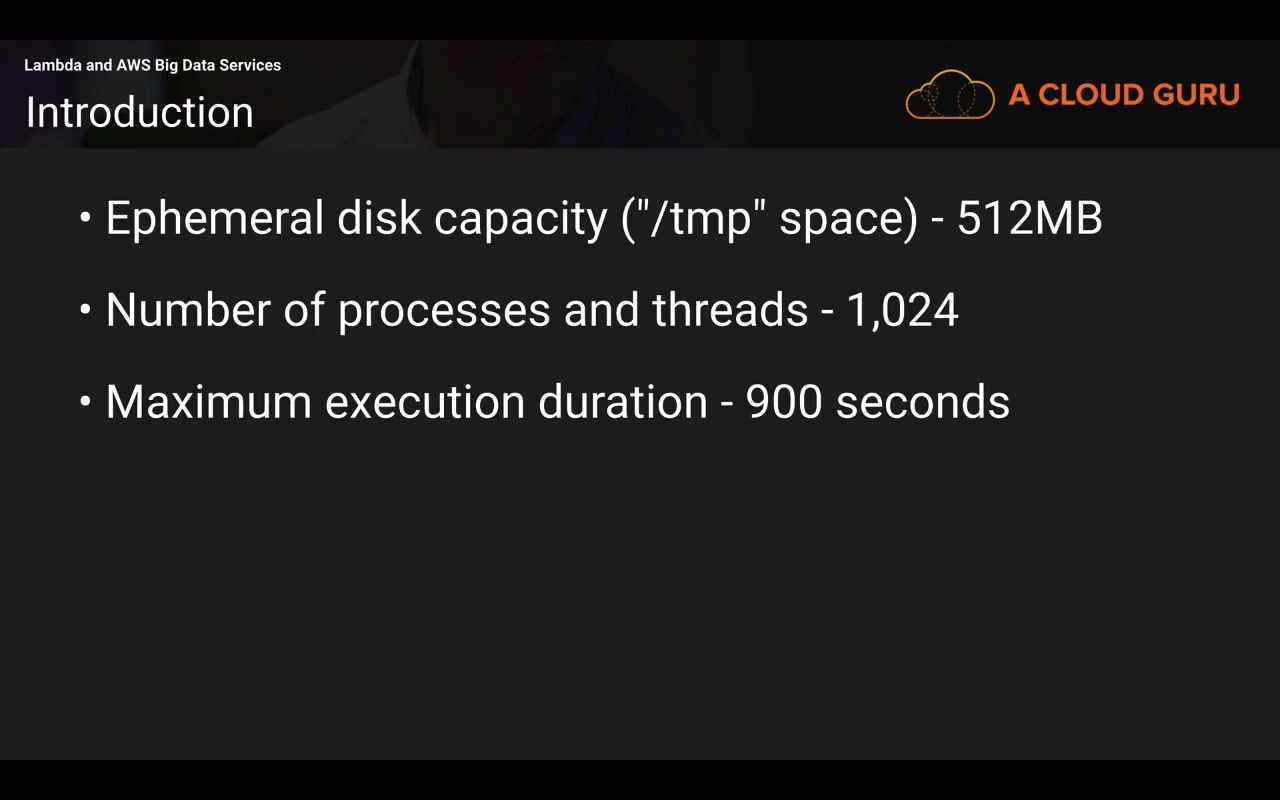 Lambda and AWS Big Data Services
Introduction
A CLOUD GURU
• Ephemeral disk capacity ("/tmp" space) - 512MB
• Number of processes and threads - 1,024
• Maximum execution duration - 900 seconds